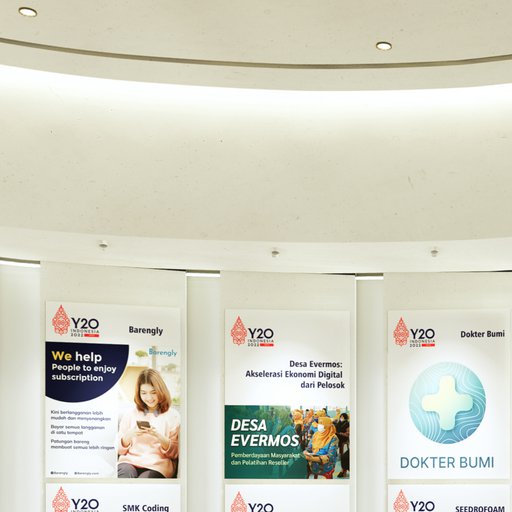 Y20
INDONESIA
2022
Barengly
We help
People to enjoy
subscription
Barengly
Kini berlangganan lebih
mudah dan menyenangkan
Bayar semua langganan
di satu tempat
Patungan bareng
membuat semua lebih ringan
Barengly
Barengly.com
Y20
INDONESIA
2022
Desa Evermos:
Akselerasi Ekonomi Digital
dari Pelosok
DESA
EVERMOS
Pemberdayaan Masyarakat
dan Pelatihan Reseller
Y20
INDONESIA
2022
Dokter Bumi
DOKTER BUMI
Y20
SMK Coding
Y20
Y20
SEEDROFOAM